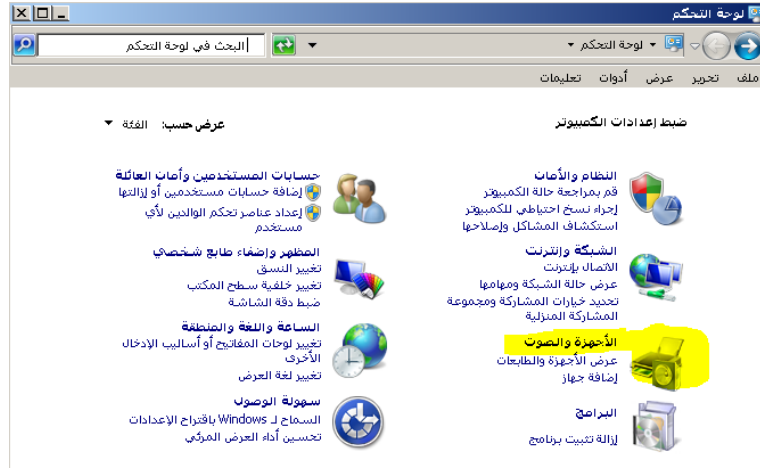 لوحة التحكم
لوحة التحكم
البحث في لوحة التحكم
ملف تحرير عرض أدوات تعليمات
ضبط إعدادات الكمبيوتر
عرض حسب: الفئة
النظام والأمان
قم بمراجعة حالة الكمبيوتر
إجراء نسخ احتياطي للكمبيوتر
استكشاف المشاكل وإصلاحها
الشبكة وإنترنت
الاتصال بإنترنت
عرض حالة الشبكة ومهامها
تحديد خيارات المشاركة ومجموعة
المشاركة المنزلية
الأجهزة والصوت
عرض الأجهزة والطابعات
إضافة جهاز
البرامج
إزالة تثبيت برنامج
حسابات المستخدمين وأمان العائلة
إضافة حسابات مستخدمين أو إزالتها
إعداد عناصر تحكم الوالدين لأي
مستخدم
المظهر وإضفاء طابع شخصي
تغيير النسق
تغيير خلفية سطح المكتب
ضبط دقة الشاشة
الساعة واللغة والمنطقة
تغيير لوحات المفاتيح أو أساليب الإدخال
الأخرى
تغيير لغة العرض
سهولة الوصول
السماح لـ Windows باقتراح الإعدادات
تحسين أداء العرض المرئي